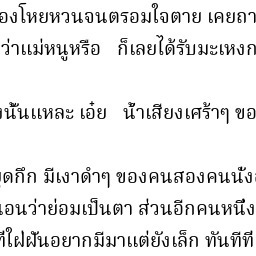 องโหยหวนจนตรอมใจตาย เคยถา
ว่าแม่หนูหรือ ก็เลยได้รับมะเหงก
งนั้นแหละ เอ๋ย น้ำเสียงเศร้าๆ ขอ
ุดกึก มีเงาดำๆ ของคนสองคนนั่ง
นอนว่าย่อมเป็นตา ส่วนอีกคนหนึ่ง
ที่ใฝ่ฝันอยากมีมาแต่ยังเล็ก ทันทีที่